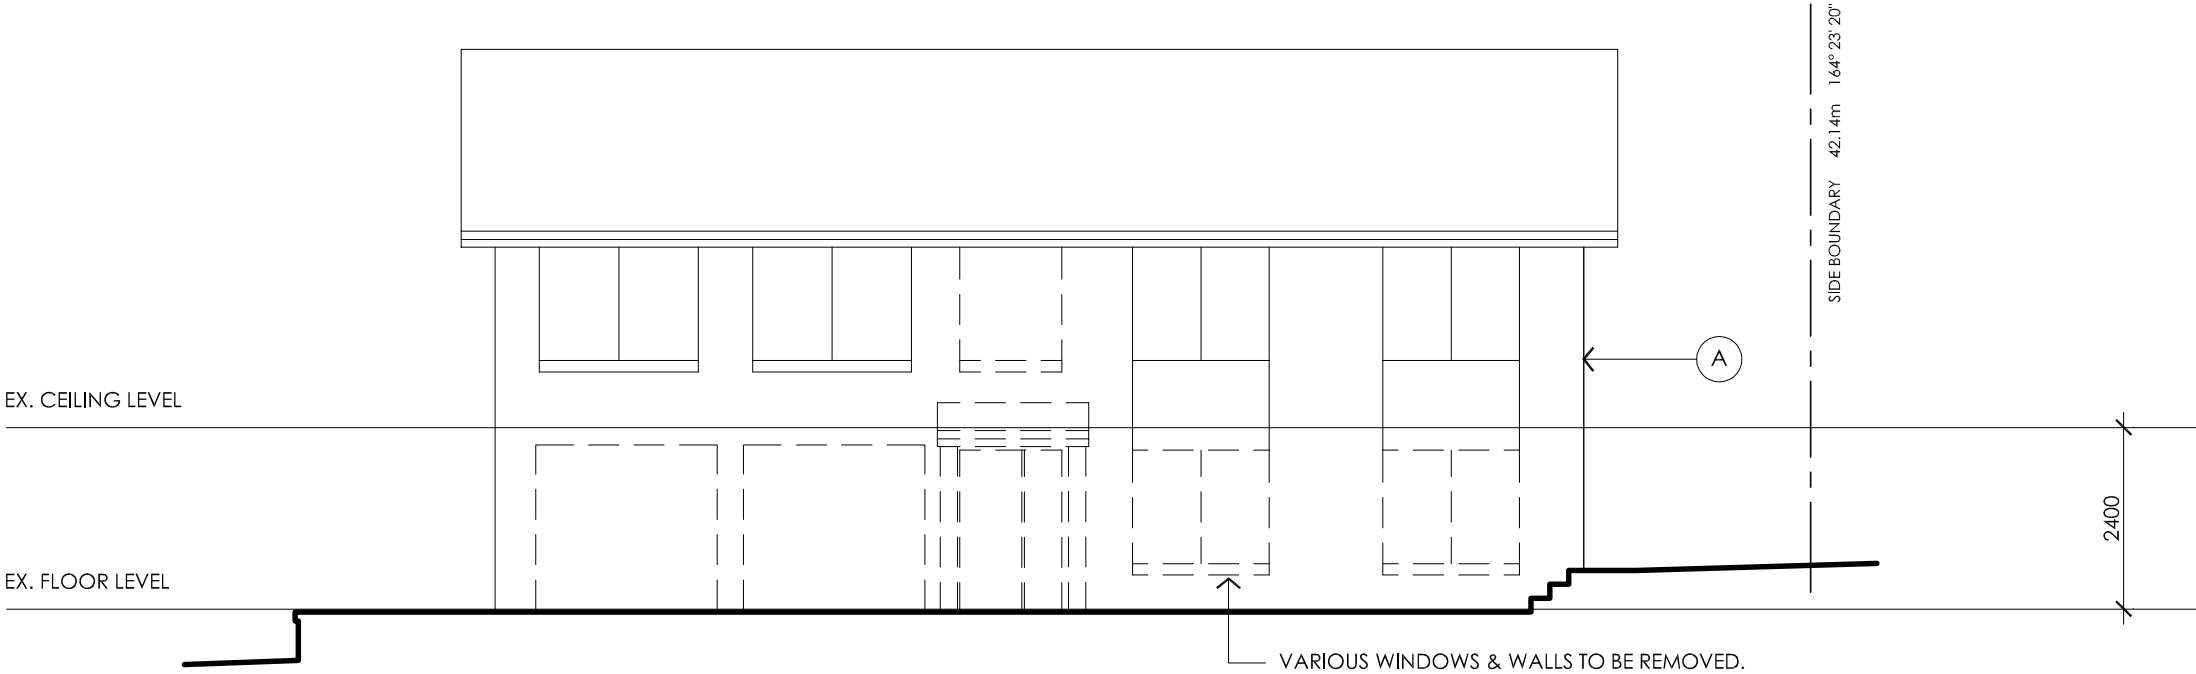 SIDE BOUNDARY 42.14m 164° 23' 20"
A
EX. CEILING LEVEL
2400
EX. FLOOR LEVEL
VARIOUS WINDOWS & WALLS TO BE REMOVED.